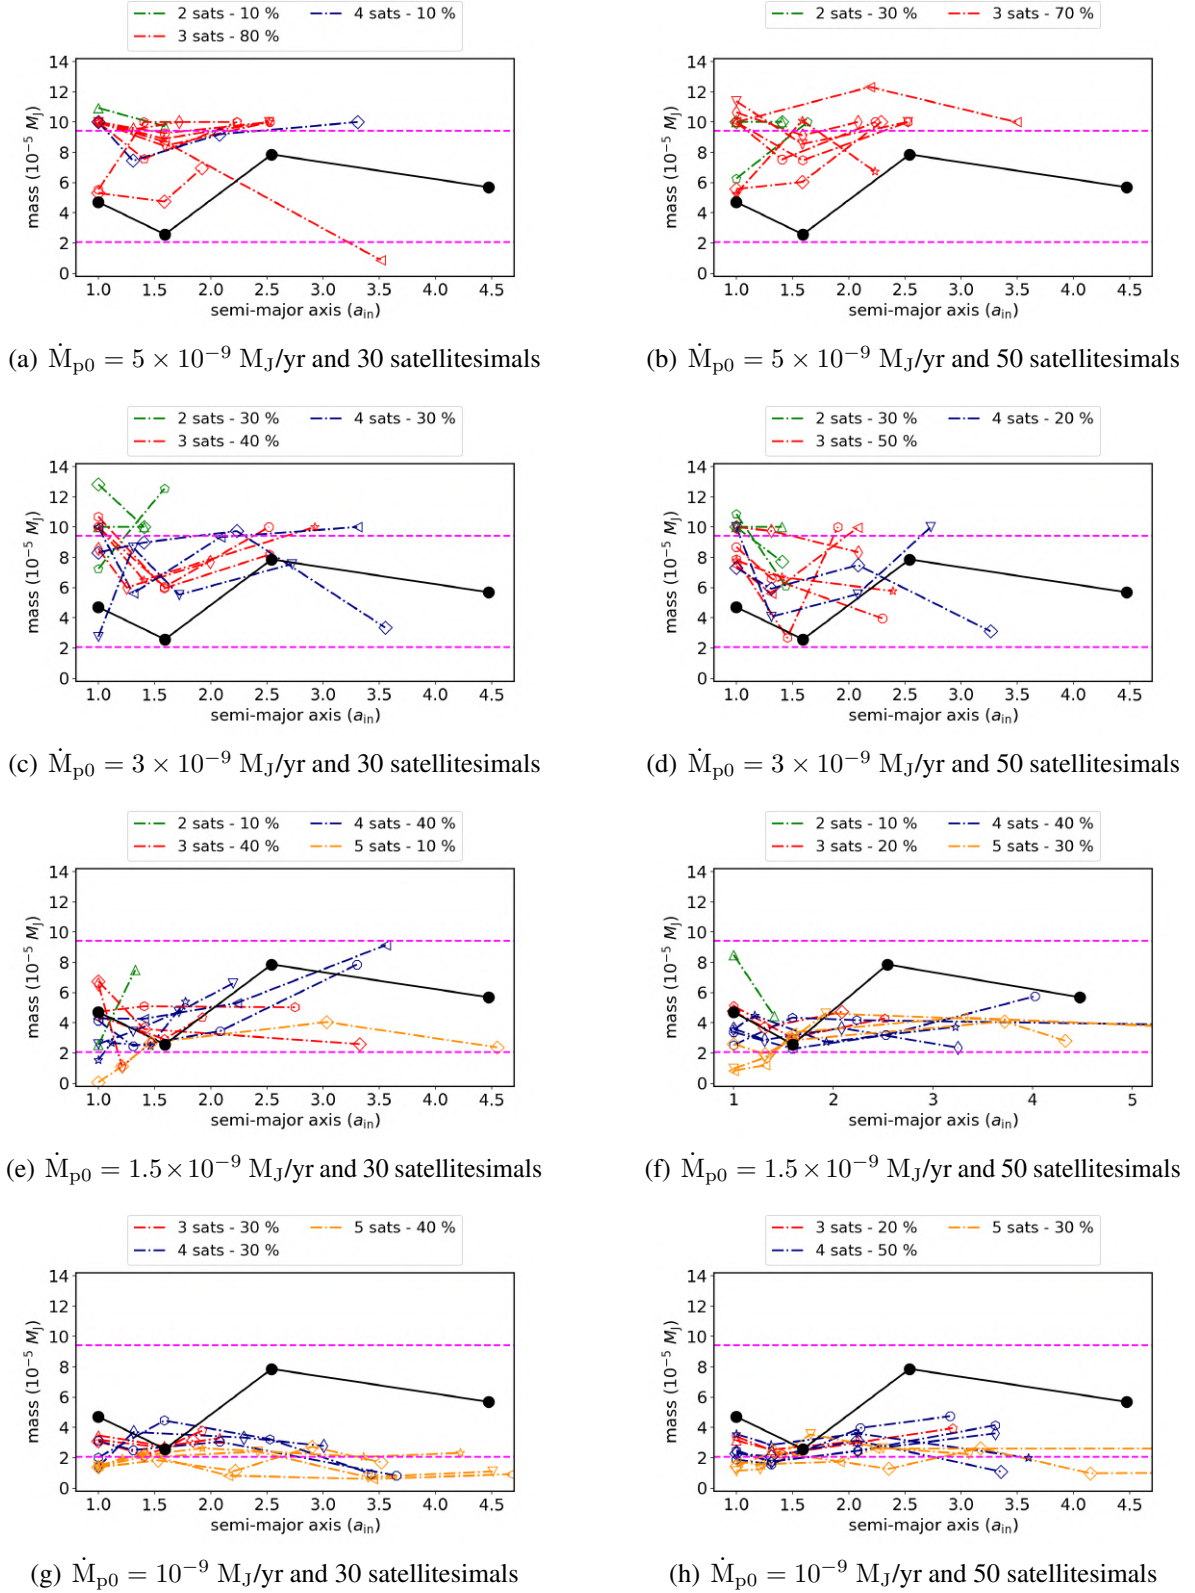 2 sats - 10 % 4 sats - 10 %
3 sats - 80 %
14
12
10
8
6
4
2
0
mass (10⁻⁵ M_J)
1.0 1.5 2.0 2.5 3.0 3.5 4.0 4.5
semi-major axis (a_in)
(a) Ṁ_p0 = 5 × 10⁻⁹ M_J/yr and 30 satellitesimals
2 sats - 30 % 3 sats - 70 %
14
12
10
8
6
4
2
0
mass (10⁻⁵ M_J)
1.0 1.5 2.0 2.5 3.0 3.5 4.0 4.5
semi-major axis (a_in)
(b) Ṁ_p0 = 5 × 10⁻⁹ M_J/yr and 50 satellitesimals
2 sats - 30 % 4 sats - 30 %
3 sats - 40 %
14
12
10
8
6
4
2
0
mass (10⁻⁵ M_J)
1.0 1.5 2.0 2.5 3.0 3.5 4.0 4.5
semi-major axis (a_in)
(c) Ṁ_p0 = 3 × 10⁻⁹ M_J/yr and 30 satellitesimals
2 sats - 30 % 4 sats - 20 %
3 sats - 50 %
14
12
10
8
6
4
2
0
mass (10⁻⁵ M_J)
1.0 1.5 2.0 2.5 3.0 3.5 4.0 4.5
semi-major axis (a_in)
(d) Ṁ_p0 = 3 × 10⁻⁹ M_J/yr and 50 satellitesimals
2 sats - 10 % 4 sats - 40 %
3 sats - 40 % 5 sats - 10 %
14
12
10
8
6
4
2
0
mass (10⁻⁵ M_J)
1.0 1.5 2.0 2.5 3.0 3.5 4.0 4.5
semi-major axis (a_in)
(e) Ṁ_p0 = 1.5 × 10⁻⁹ M_J/yr and 30 satellitesimals
2 sats - 10 % 4 sats - 40 %
3 sats - 20 % 5 sats - 30 %
14
12
10
8
6
4
2
0
mass (10⁻⁵ M_J)
1 2 3 4 5
semi-major axis (a_in)
(f) Ṁ_p0 = 1.5 × 10⁻⁹ M_J/yr and 50 satellitesimals
3 sats - 30 % 5 sats - 40 %
4 sats - 30 %
14
12
10
8
6
4
2
0
mass (10⁻⁵ M_J)
1.0 1.5 2.0 2.5 3.0 3.5 4.0 4.5
semi-major axis (a_in)
(g) Ṁ_p0 = 10⁻⁹ M_J/yr and 30 satellitesimals
3 sats - 20 % 5 sats - 30 %
4 sats - 50 %
14
12
10
8
6
4
2
0
mass (10⁻⁵ M_J)
1.0 1.5 2.0 2.5 3.0 3.5 4.0 4.5
semi-major axis (a_in)
(h) Ṁ_p0 = 10⁻⁹ M_J/yr and 50 satellitesimals